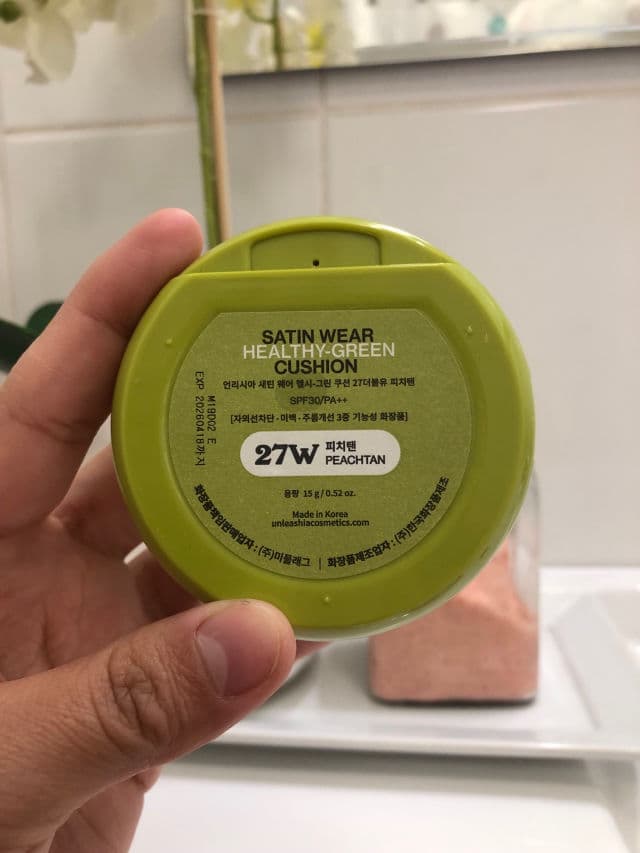 SATIN WEAR
HEALTHY-GREEN
CUSHION
언리시아 새틴 웨어 헬시-그린 쿠션 27더블유 피치탠
SPF30/PA++
[자외선차단·미백·주름개선 3중 기능성 화장품]
27W 피치탠
PEACHTAN
용량 15 g / 0.52 oz.
Made in Korea
unleashiacosmetics.com
화장품책임판매업자 : (주)미플래그 | 화장품제조업자 : (주)한국화장품제조
M19D02 E
EXP 20260418까지